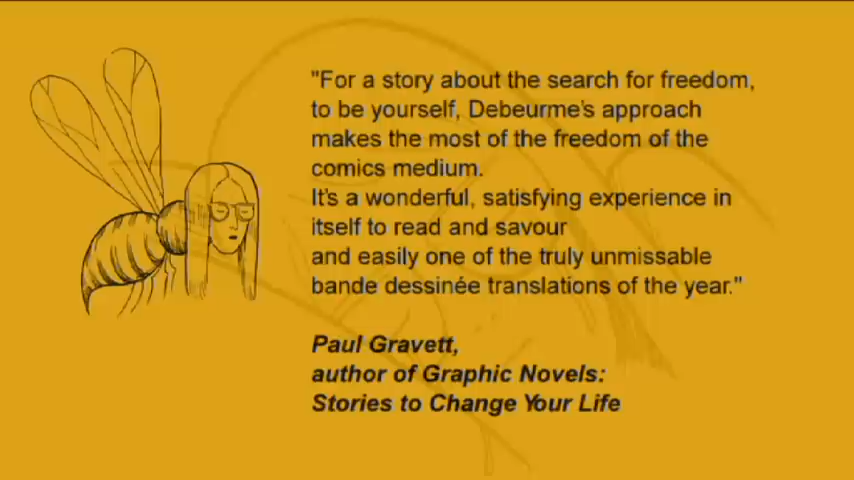 "For a story about the search for freedom,
to be yourself, Debeurme's approach
makes the most of the freedom of the
comics medium.
It's a wonderful, satisfying experience in
itself to read and savour
and easily one of the truly unmissable
bande dessinée translations of the year."
Paul Gravett,
author of Graphic Novels:
Stories to Change Your Life